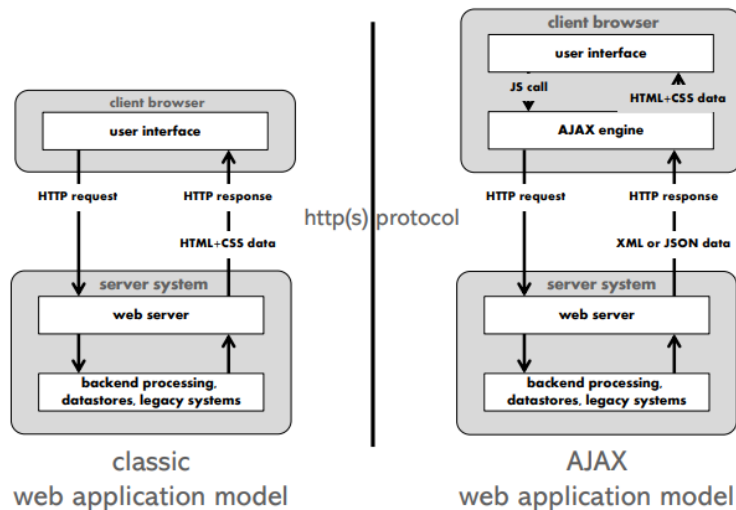 client browser
user interface
HTTP request
HTTP response
HTML+CSS data
server system
web server
backend processing,
datastores, legacy systems
classic
web application model
http(s) protocol
client browser
user interface
JS call
HTML+CSS data
AJAX engine
HTTP request
HTTP response
XML or JSON data
server system
web server
backend processing,
datastores, legacy systems
AJAX
web application model